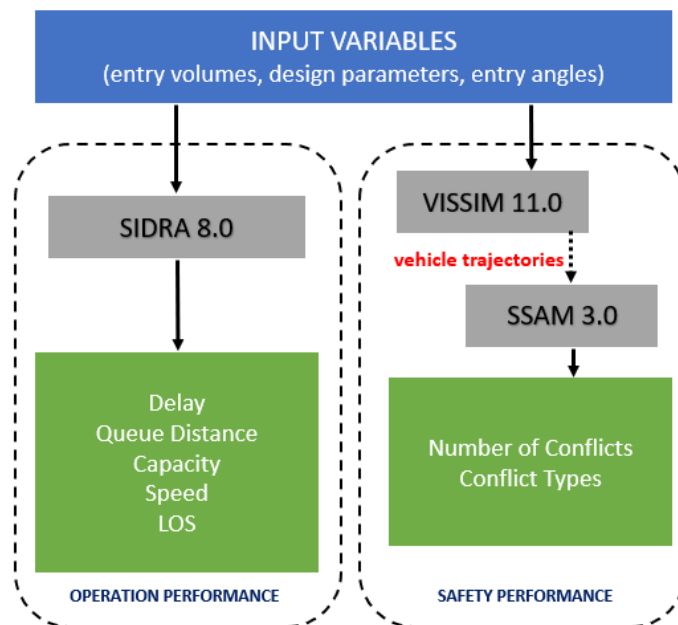 INPUT VARIABLES
(entry volumes, design parameters, entry angles)
SIDRA 8.0
Delay
Queue Distance
Capacity
Speed
LOS
OPERATION PERFORMANCE
VISSIM 11.0
vehicle trajectories
SSAM 3.0
Number of Conflicts
Conflict Types
SAFETY PERFORMANCE